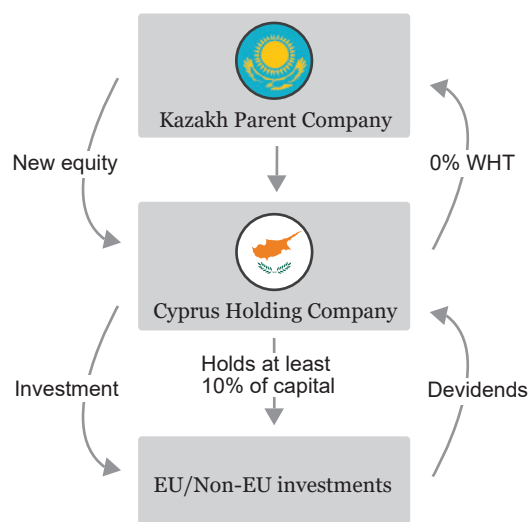 Kazakh Parent Company
New equity
0% WHT
Cyprus Holding Company
Holds at least
10% of capital
Investment
Devidends
EU/Non-EU investments